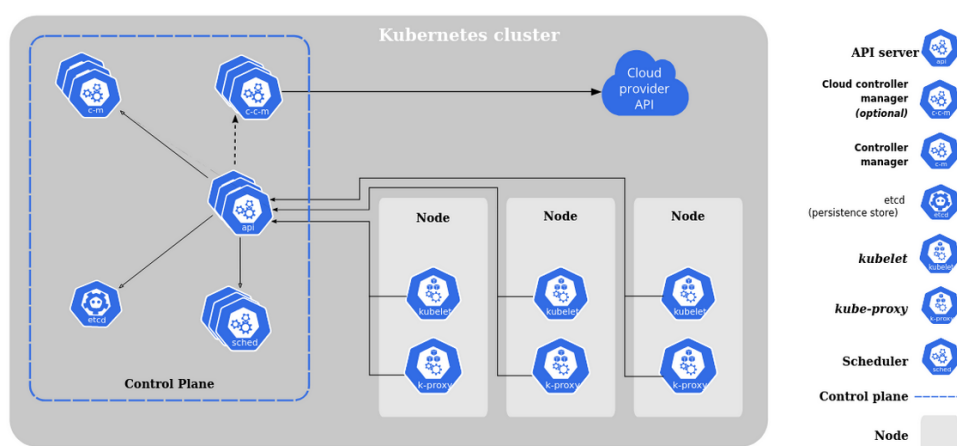 Kubernetes cluster
c-m
c-c-m
Cloud
provider
API
api
etcd
sched
Control Plane
Node
kubelet
k-proxy
Node
kubelet
k-proxy
Node
kubelet
k-proxy
API server
api
Cloud controller
manager
(optional)
c-c-m
Controller
manager
c-m
etcd
(persistence store)
etcd
kubelet
kubelet
kube-proxy
k-proxy
Scheduler
sched
Control plane
Node